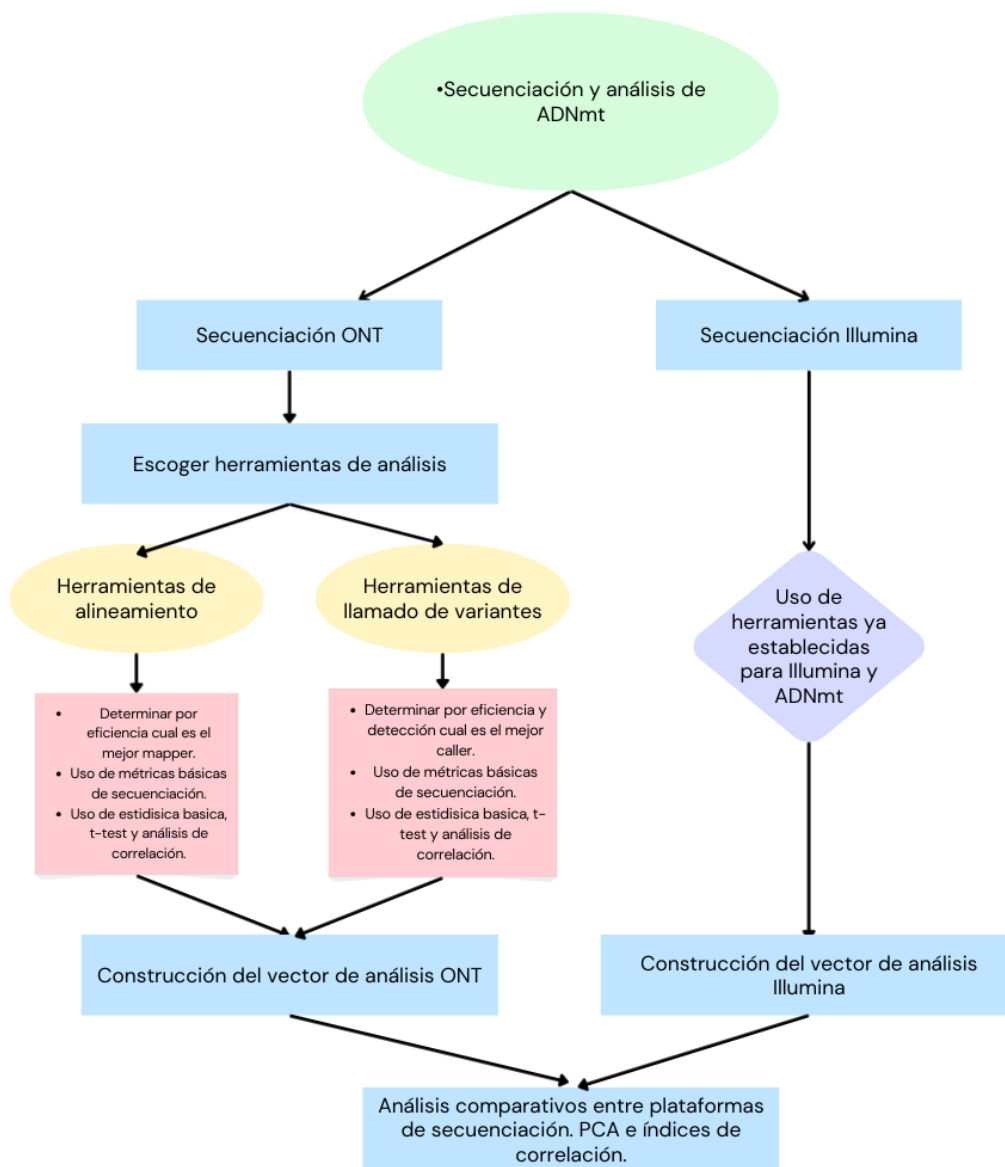 •Secuenciación y análisis de
ADNmt
Secuenciación ONT
Secuenciación Illumina
Escoger herramientas de análisis
Herramientas de
alineamiento
Herramientas de
llamado de variantes
Uso de
herramientas ya
establecidas
para Illumina y
ADNmt
• Determinar por
eficiencia cual es el
mejor mapper.
• Uso de métricas básicas
de secuenciación.
• Uso de estidisica basica,
t-test y análisis de
correlación.
• Determinar por eficiencia y
detección cual es el mejor
caller.
• Uso de métricas básicas
de secuenciación.
• Uso de estidisica basica, t-
test y análisis de
correlación.
Construcción del vector de análisis ONT
Construcción del vector de análisis
Illumina
Análisis comparativos entre plataformas
de secuenciación. PCA e índices de
correlación.